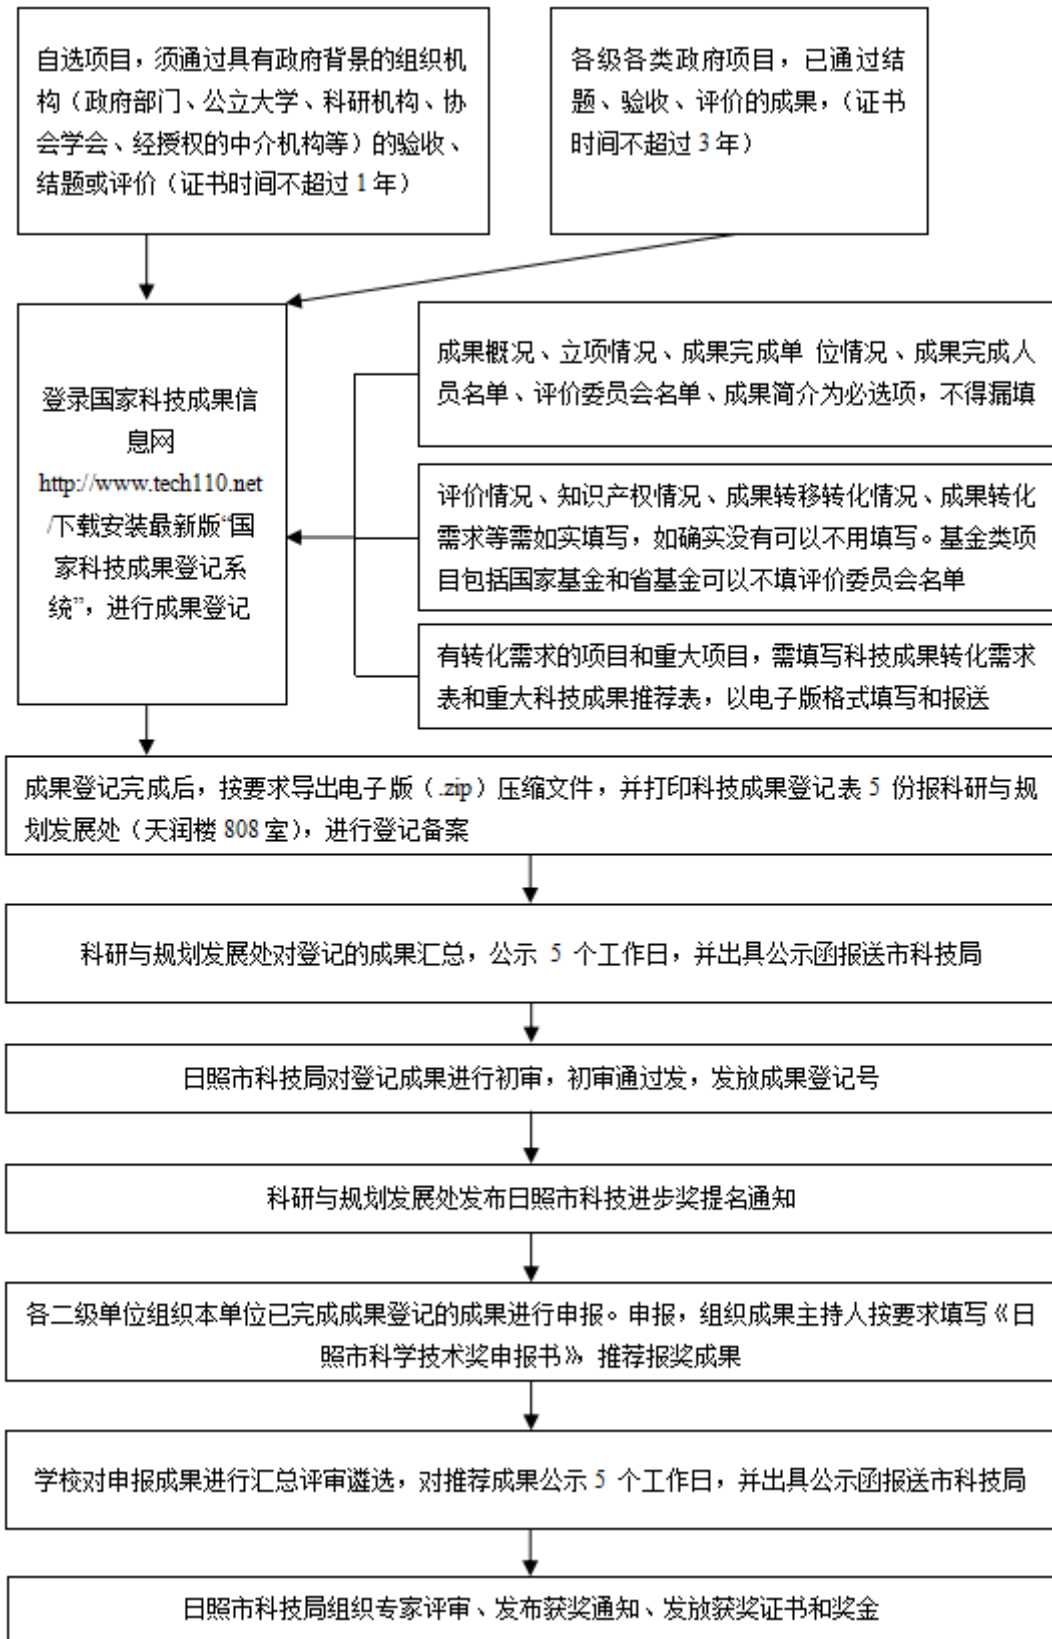 自选项目，须通过具有政府背景的组织机
构（政府部门、公立大学、科研机构、协
会学会、经授权的中介机构等）的验收、
结题或评价（证书时间不超过 1 年）
各级各类政府项目，已通过结
题、验收、评价的成果，（证书
时间不超过 3 年）
登录国家科技成果信
息网
http://www.tech110.net
/下载安装最新版“国
家科技成果登记系
统”，进行成果登记
成果概况、立项情况、成果完成单 位情况、成果完成人
员名单、评价委员会名单、成果简介为必选项，不得漏填
评价情况、知识产权情况、成果转移转化情况、成果转化
需求等需如实填写，如确实没有可以不用填写。基金类项
目包括国家基金和省基金可以不填评价委员会名单
有转化需求的项目和重大项目，需填写科技成果转化需求
表和重大科技成果推荐表，以电子版格式填写和报送
成果登记完成后，按要求导出电子版（.zip）压缩文件，并打印科技成果登记表 5 份报科研与规
划发展处（天润楼 808 室），进行登记备案
科研与规划发展处对登记的成果汇总，公示 5 个工作日，并出具公示函报送市科技局
日照市科技局对登记成果进行初审，初审通过发，发放成果登记号
科研与规划发展处发布日照市科技进步奖提名通知
各二级单位组织本单位已完成成果登记的成果进行申报。申报，组织成果主持人按要求填写《日
照市科学技术奖申报书》，推荐报奖成果
学校对申报成果进行汇总评审遴选，对推荐成果公示 5 个工作日，并出具公示函报送市科技局
日照市科技局组织专家评审、发布获奖通知、发放获奖证书和奖金